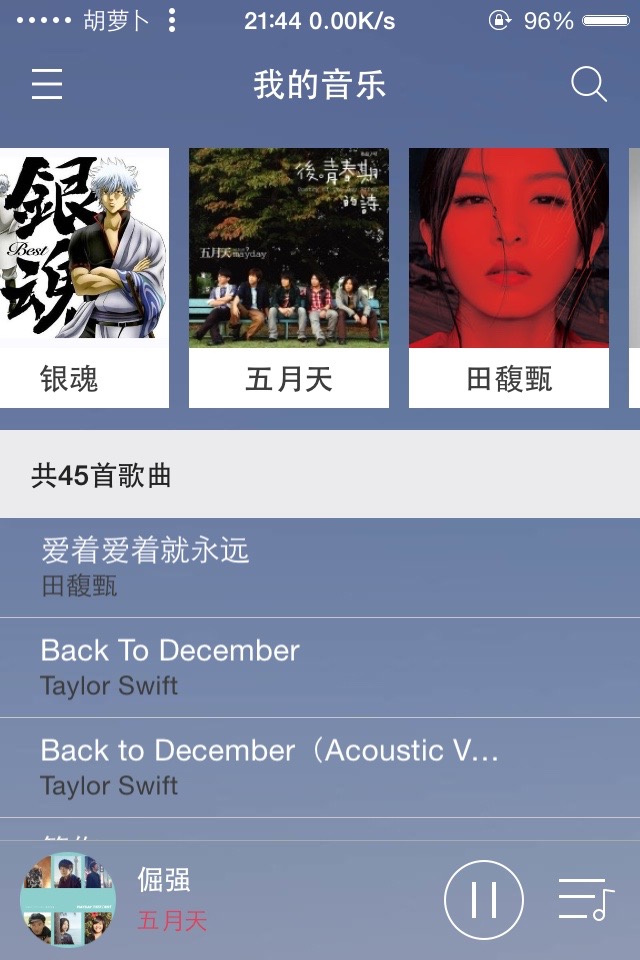 胡萝卜
21:44 0.00K/s
96%
我的音乐
銀魂
Best
後。青春期的詩
五月天 mayday
银魂
五月天
田馥甄
共45首歌曲
爱着爱着就永远
田馥甄
Back To December
Taylor Swift
Back to December（Acoustic V…
Taylor Swift
倔强
五月天